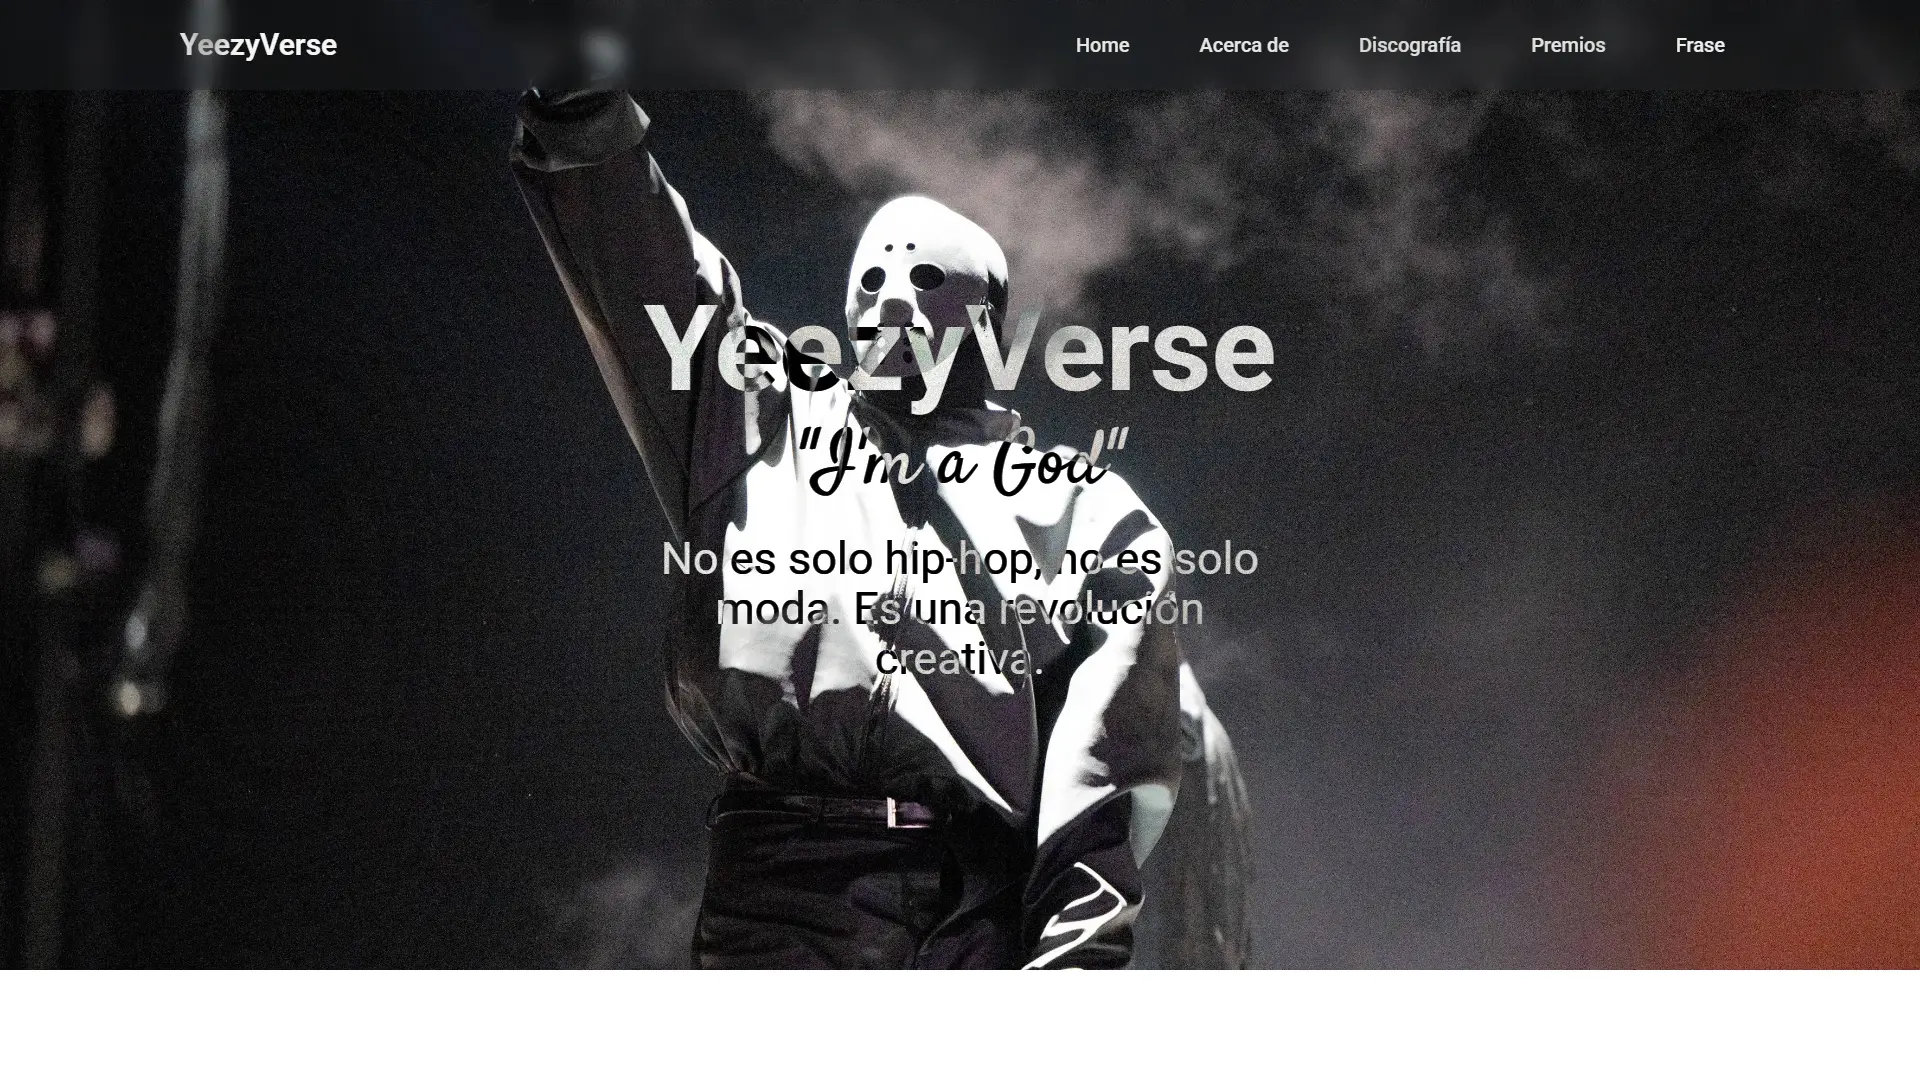 YeezyVerse
Home
Acerca de
Discografía
Premios
Frase
YeezyVerse
"I'm a God"
No es solo hip-hop, no es solo
moda. Es una revolución
creativa.